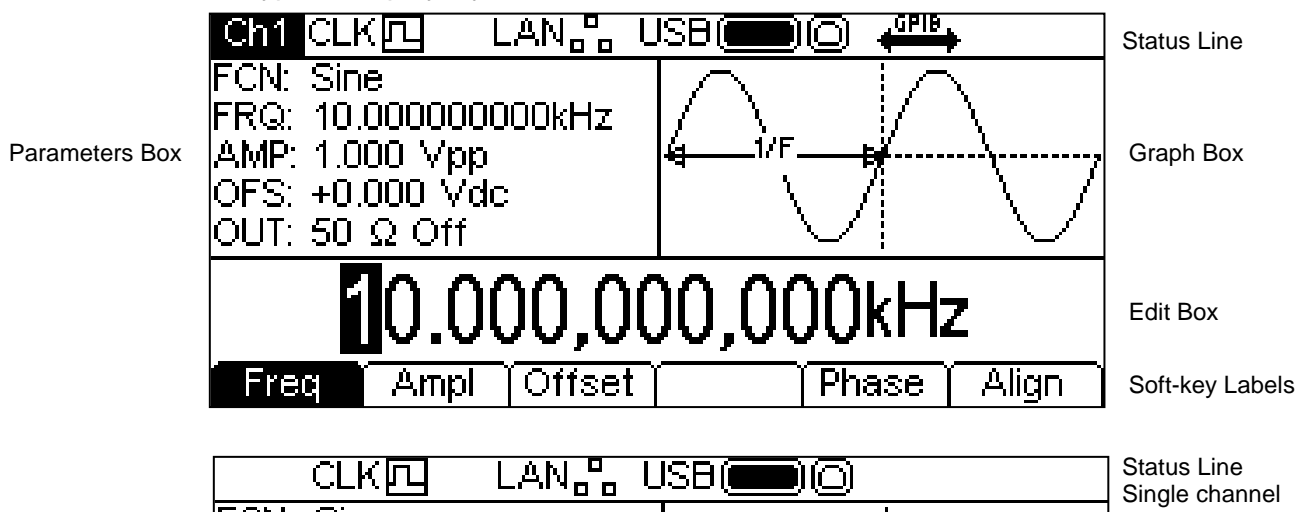 Ch1 CLK LAN USB GPIB
Status Line
Parameters Box
FCN: Sine
FRQ: 10.000000000kHz
AMP: 1.000 Vpp
OFS: +0.000 Vdc
OUT: 50 Ω Off
1/F
Graph Box
10.000,000,000kHz
Edit Box
Freq Ampl Offset Phase Align
Soft-key Labels
CLK LAN USB
Status Line
Single channel